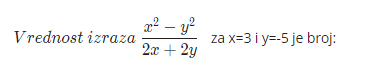 Vrednost izraza \frac{x^2 - y^2}{2x + 2y} za x=3 i y=-5 je broj: